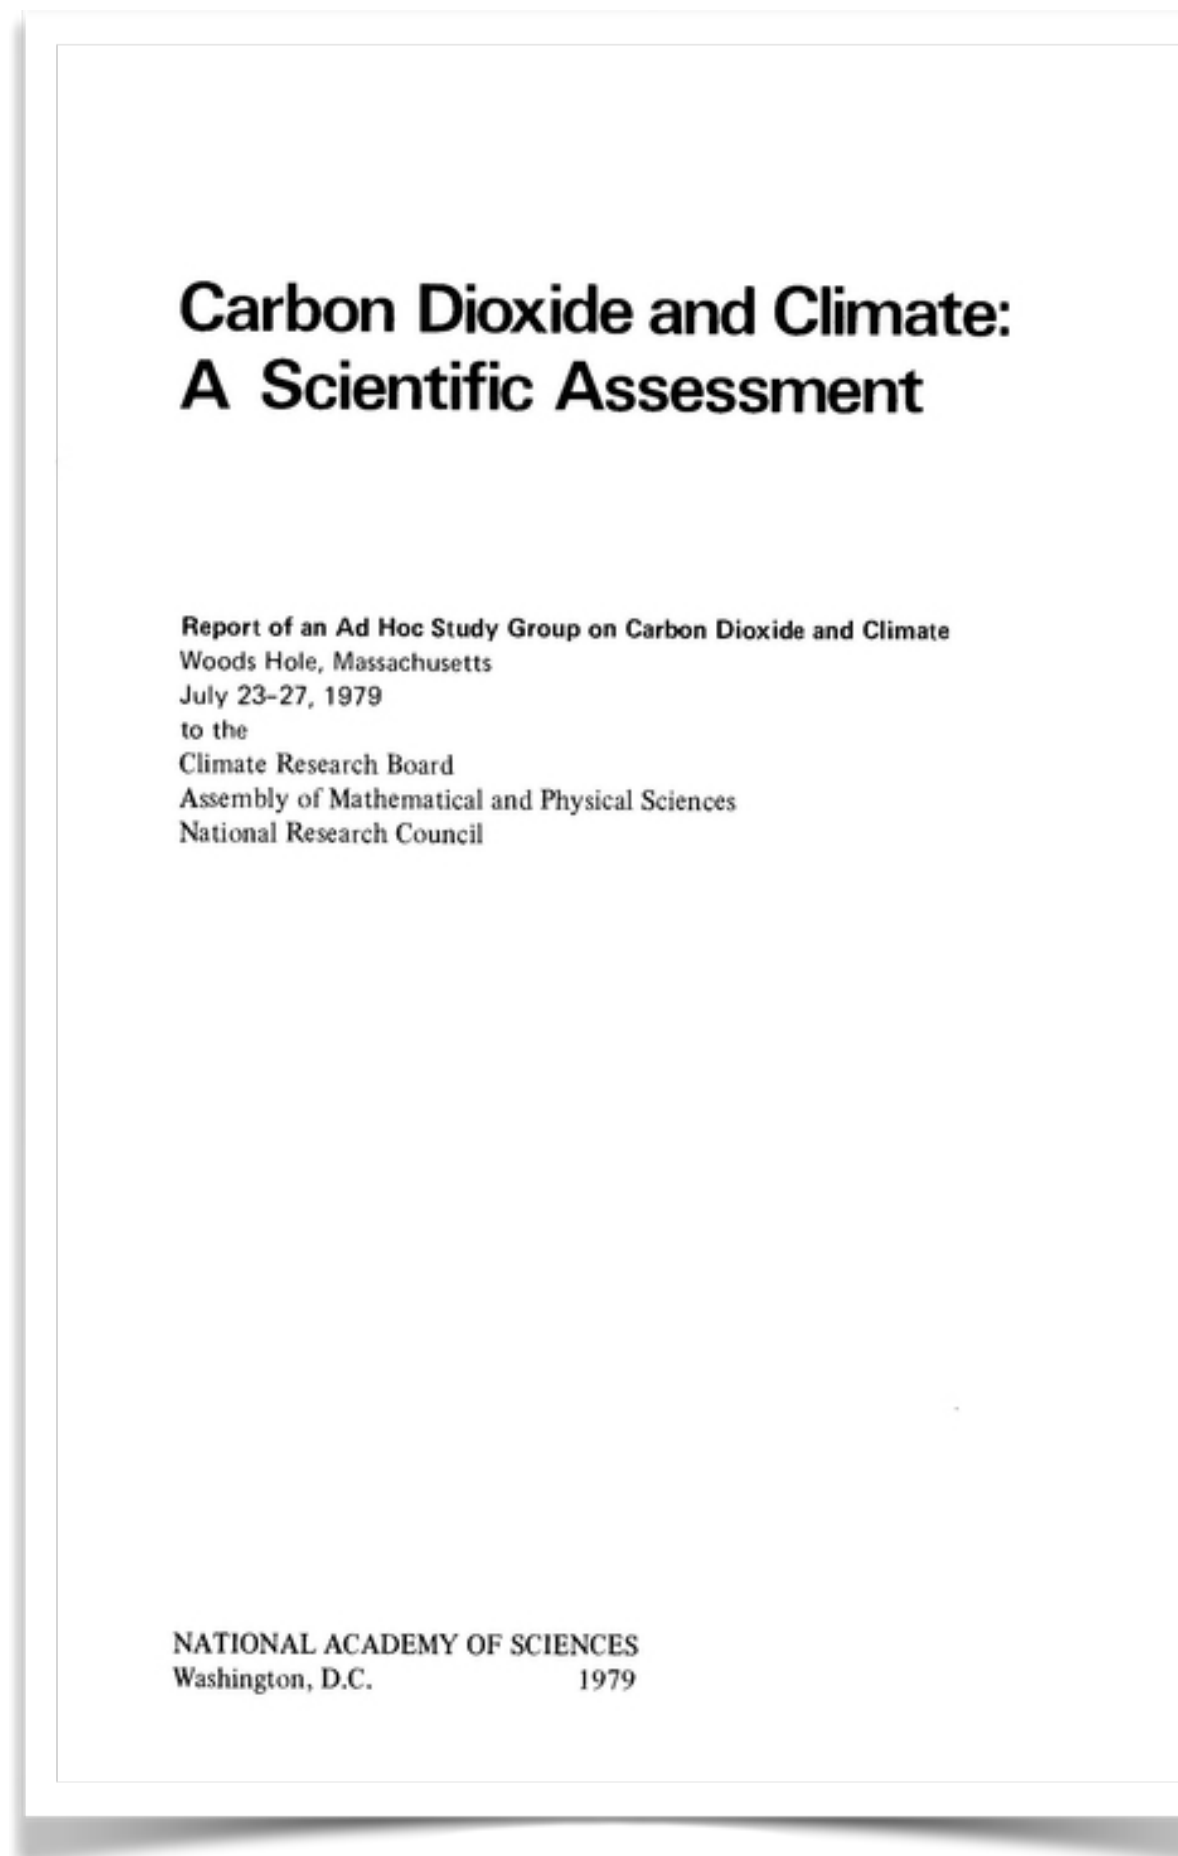 Carbon Dioxide and Climate:
A Scientific Assessment
Report of an Ad Hoc Study Group on Carbon Dioxide and Climate
Woods Hole, Massachusetts
July 23–27, 1979
to the
Climate Research Board
Assembly of Mathematical and Physical Sciences
National Research Council
NATIONAL ACADEMY OF SCIENCES
Washington, D.C. 1979